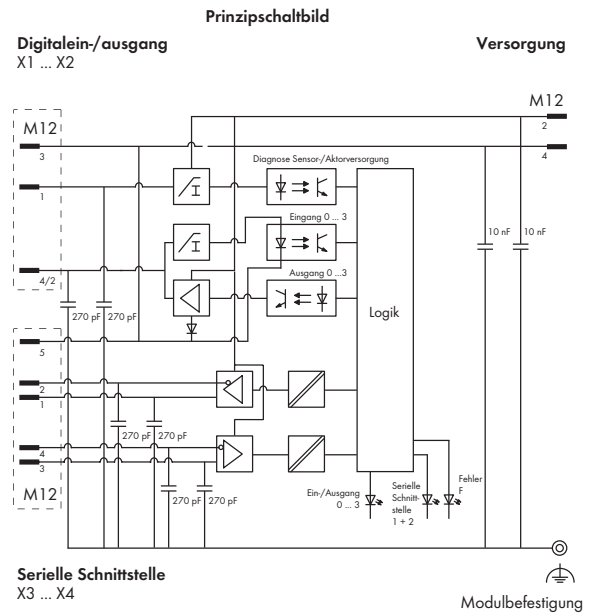 Prinzipschaltbild
Digitalein-/ausgang
X1 ... X2
Versorgung
M12
2
4
M12
3
1
4/2
Diagnose Sensor-/Aktorversorgung
Eingang 0 ... 3
Ausgang 0 ...3
Logik
10 nF
10 nF
270 pF
270 pF
5
2
1
270 pF
270 pF
4
3
M12
270 pF
270 pF
Ein-/Ausgang
0 ... 3
Serielle
Schnitt-
stelle
1 + 2
Fehler
F
Serielle Schnittstelle
X3 ... X4
Modulbefestigung